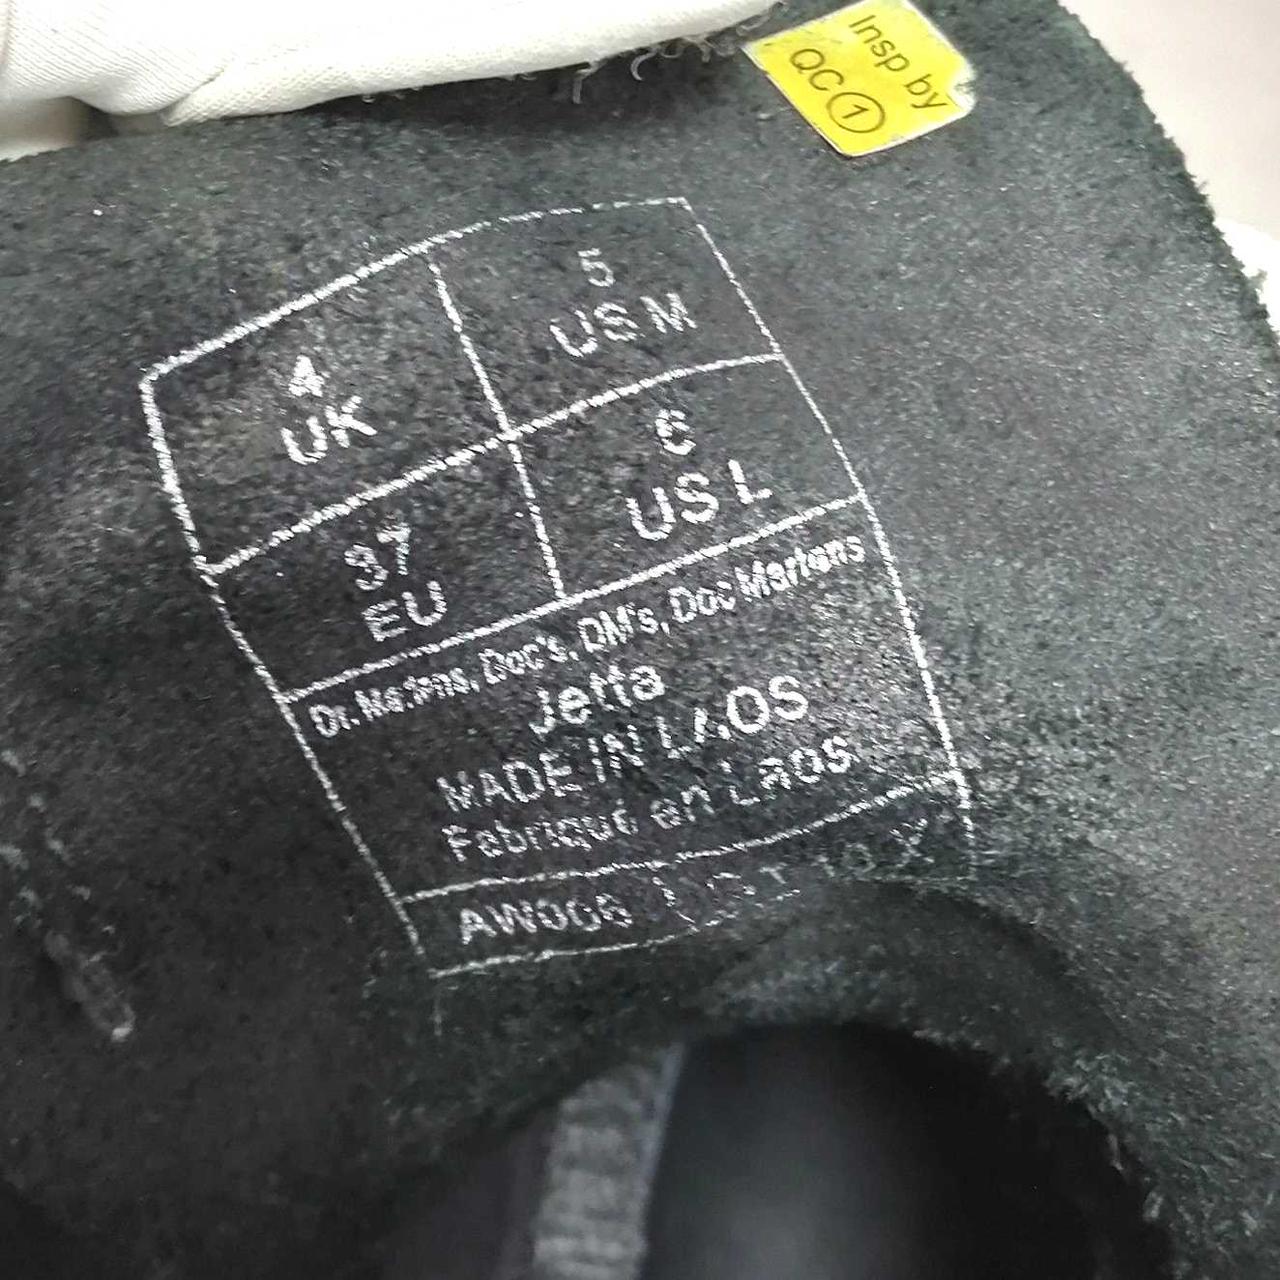 Insp by
QC 1
4
UK
5
US M
37
EU
6
US L
Dr. Martens, Doc's, DM's, Doc Martens
Jetta
MADE IN LAOS
Fabriqué en Laos
AW006